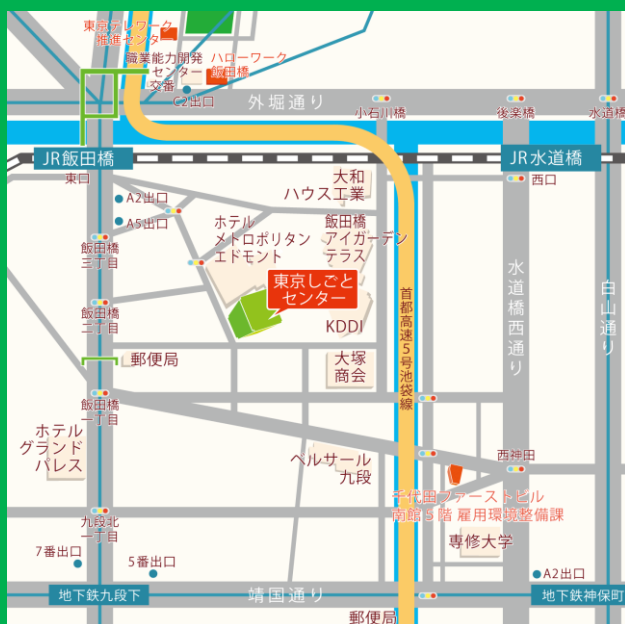 東京テレワーク
推進センター
職業能力開発
センター
交番
ハローワーク
飯田橋
C2出口
外堀通り
小石川橋
後楽橋
水道橋
JR飯田橋
JR水道橋
東口
西口
A2出口
A5出口
大和
ハウス工業
ホテル
メトロポリタン
エドモント
飯田橋
アイガーデン
テラス
飯田橋
三丁目
東京しごと
センター
KDDI
飯田橋
二丁目
首都高速5号池袋線
水道橋西通り
白山通り
郵便局
大塚
商会
飯田橋
一丁目
ホテル
グランド
パレス
ベルサール
九段
西神田
千代田ファーストビル
南館5階 雇用環境整備課
九段北
一丁目
専修大学
7番出口
5番出口
A2出口
地下鉄九段下
靖国通り
地下鉄神保町
郵便局